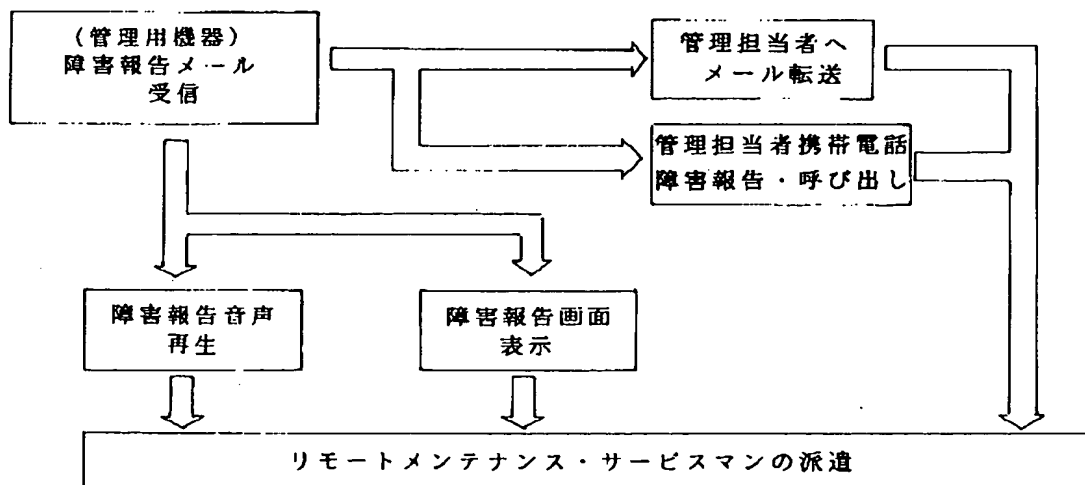 (管理用機器)
障害報告メール
受信
管理担当者へ
メール転送
管理担当者携帯電話
障害報告・呼び出し
障害報告音声
再生
障害報告画面
表示
リモートメンテナンス・サービスマンの派遣